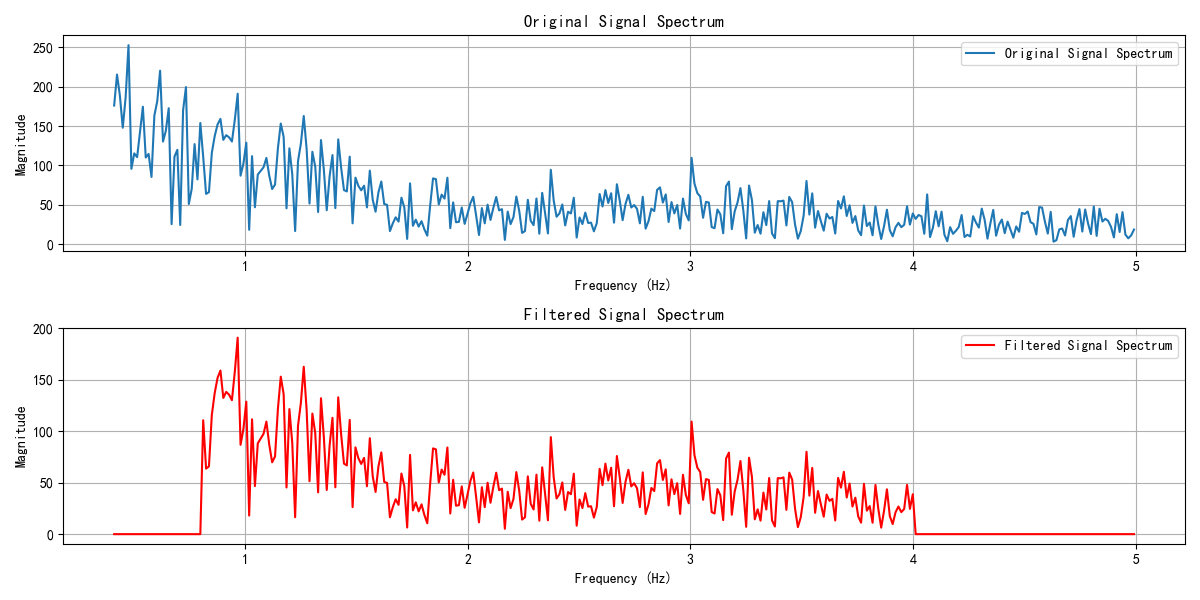 Original Signal Spectrum
250
200
150
100
50
0
Magnitude
Original Signal Spectrum
1 2 3 4 5
Frequency (Hz)
Filtered Signal Spectrum
200
150
100
50
0
Magnitude
Filtered Signal Spectrum
1 2 3 4 5
Frequency (Hz)